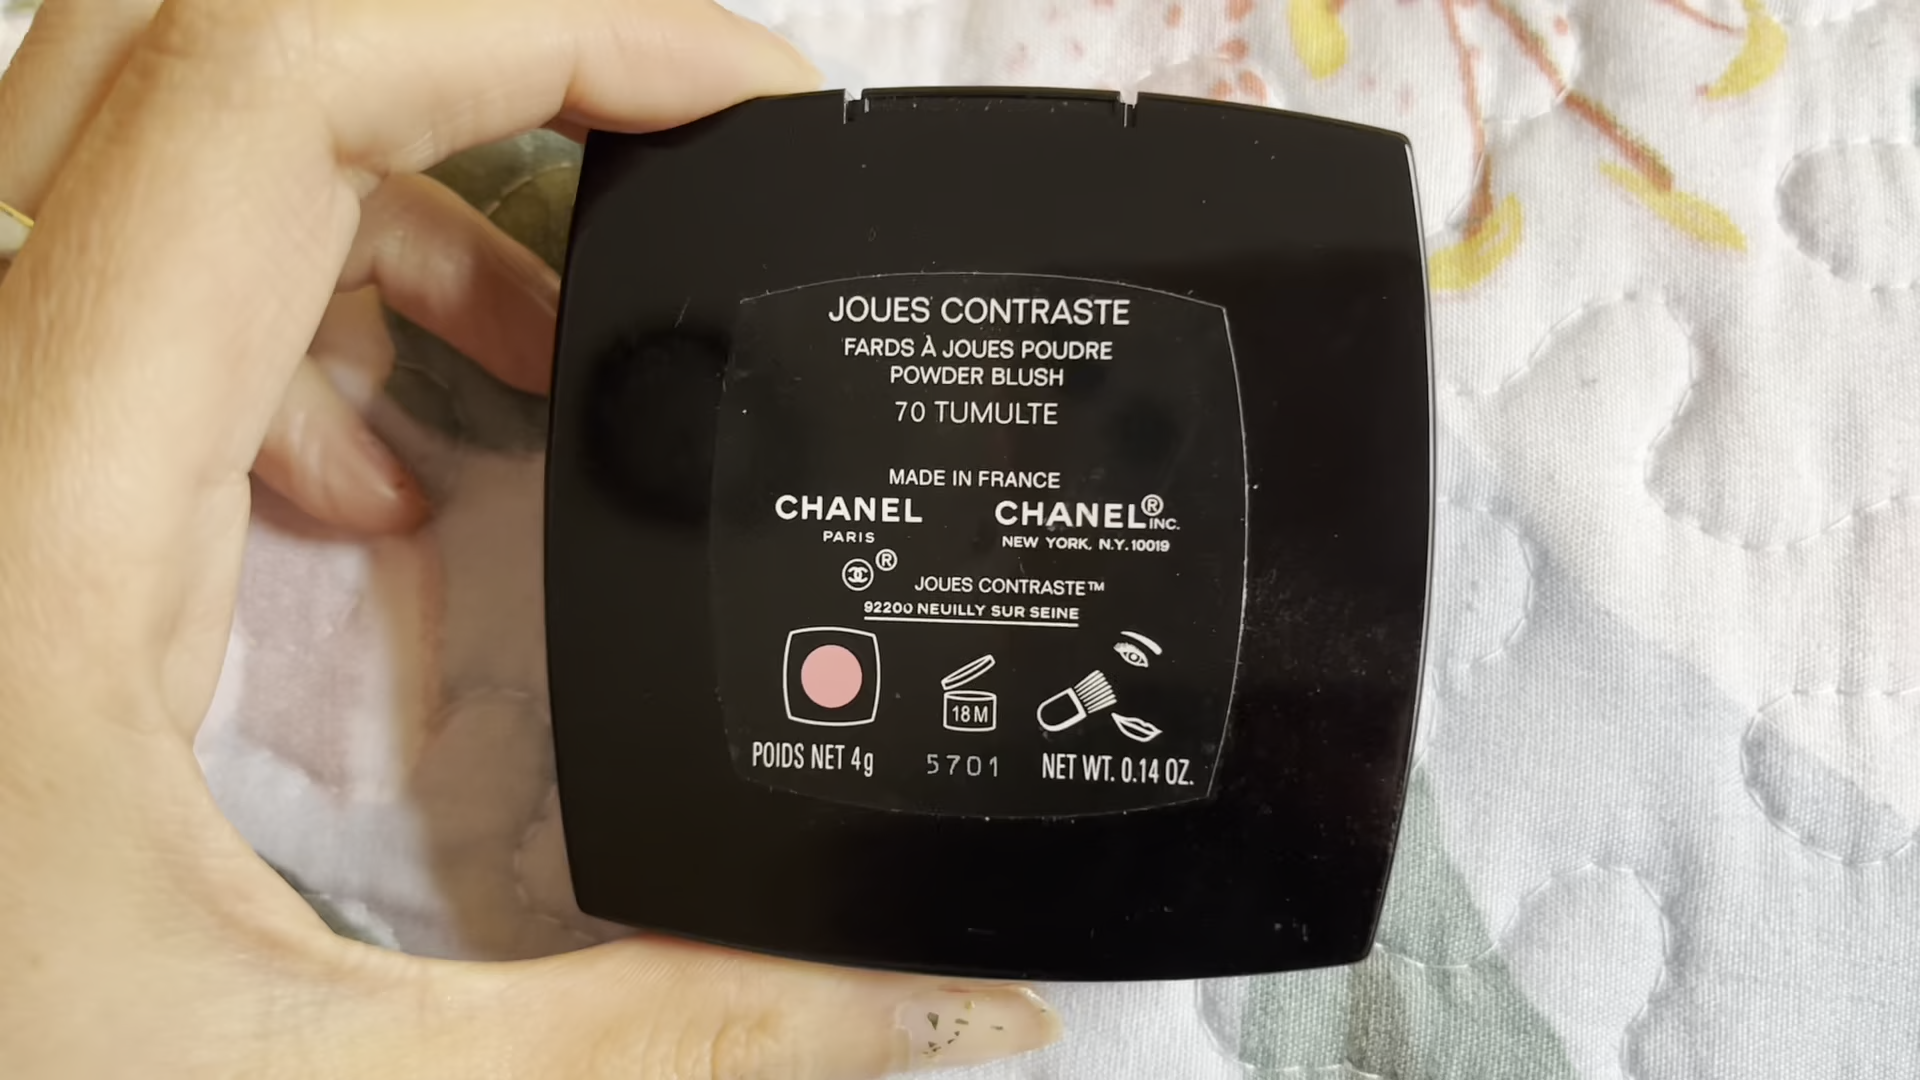 JOUES CONTRASTE
FARDS À JOUES POUDRE
POWDER BLUSH
70 TUMULTE
MADE IN FRANCE
CHANEL CHANEL® INC.
PARIS NEW YORK, N.Y. 10019
® JOUES CONTRASTE™
92200 NEUILLY SUR SEINE
18M
POIDS NET 4g 5701 NET WT. 0.14 OZ.